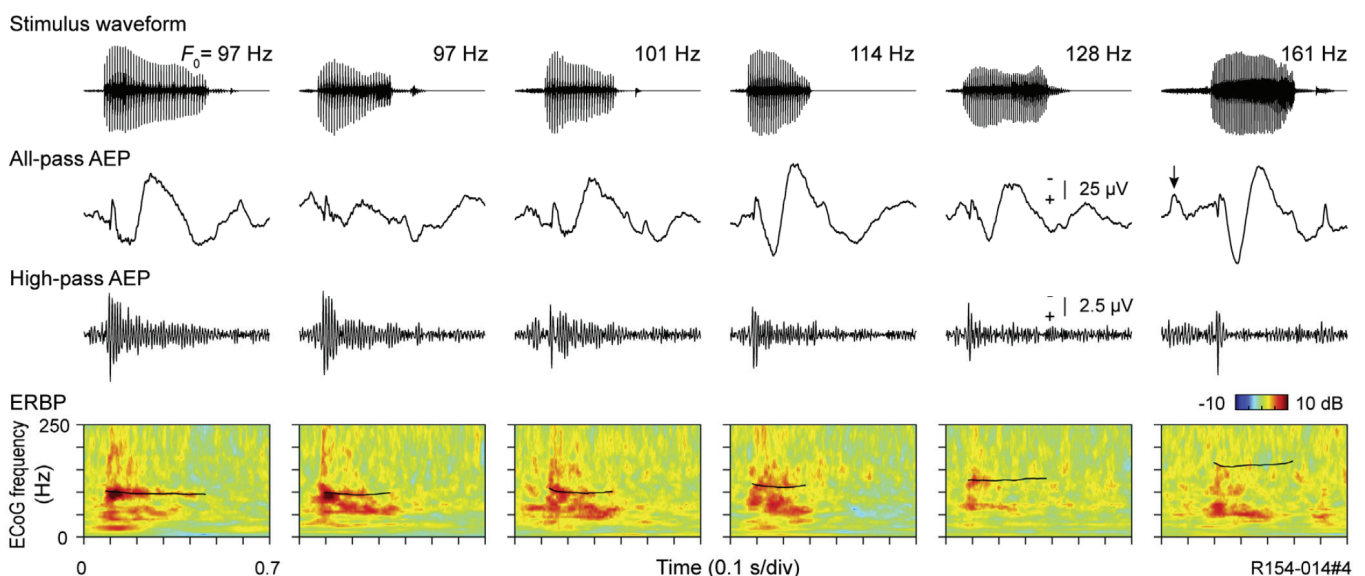 Stimulus waveform
F0 = 97 Hz
97 Hz
101 Hz
114 Hz
128 Hz
161 Hz
All-pass AEP
-
+
25 µV
High-pass AEP
-
+
2.5 µV
ERBP
-10
10 dB
250
ECoG frequency
(Hz)
0
0
0.7
Time (0.1 s/div)
R154-014#4